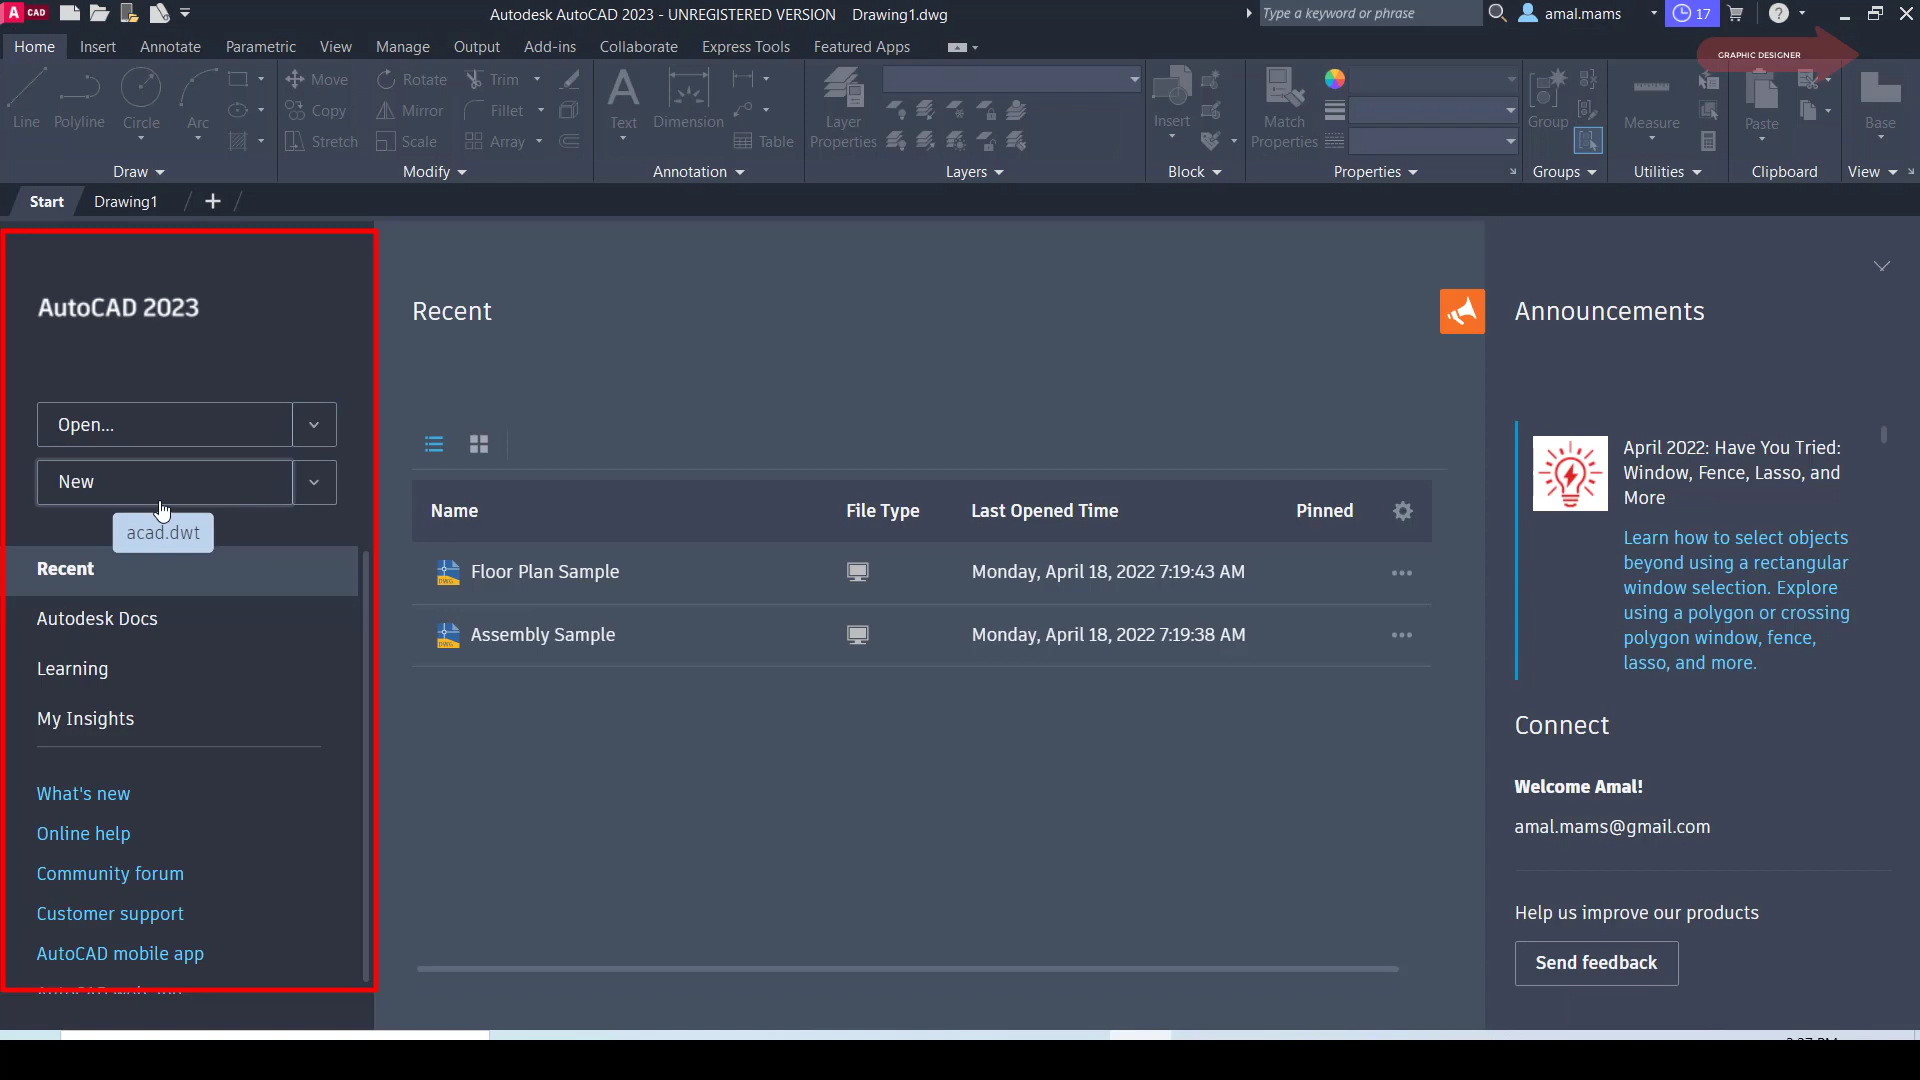 A CAD
Autodesk AutoCAD 2023 - UNREGISTERED VERSION Drawing1.dwg
Type a keyword or phrase
amal.mams
17
Home Insert Annotate Parametric View Manage Output Add-ins Collaborate Express Tools Featured Apps
GRAPHIC DESIGNER
Line Polyline Circle Arc
Move Rotate Trim
Copy Mirror Fillet
Stretch Scale Array
Text Dimension Table
Layer Properties
Insert
Match Properties
Group
Measure
Paste
Base
Draw Modify Annotation Layers Block Properties Groups Utilities Clipboard View
Start Drawing1
AutoCAD 2023
Open...
New
acad.dwt
Recent
Autodesk Docs
Learning
My Insights
What's new
Online help
Community forum
Customer support
AutoCAD mobile app
Recent
Name File Type Last Opened Time Pinned
DWG Floor Plan Sample Monday, April 18, 2022 7:19:43 AM
DWG Assembly Sample Monday, April 18, 2022 7:19:38 AM
Announcements
April 2022: Have You Tried:
Window, Fence, Lasso, and
More
Learn how to select objects
beyond using a rectangular
window selection. Explore
using a polygon or crossing
polygon window, fence,
lasso, and more.
Connect
Welcome Amal!
amal.mams@gmail.com
Help us improve our products
Send feedback